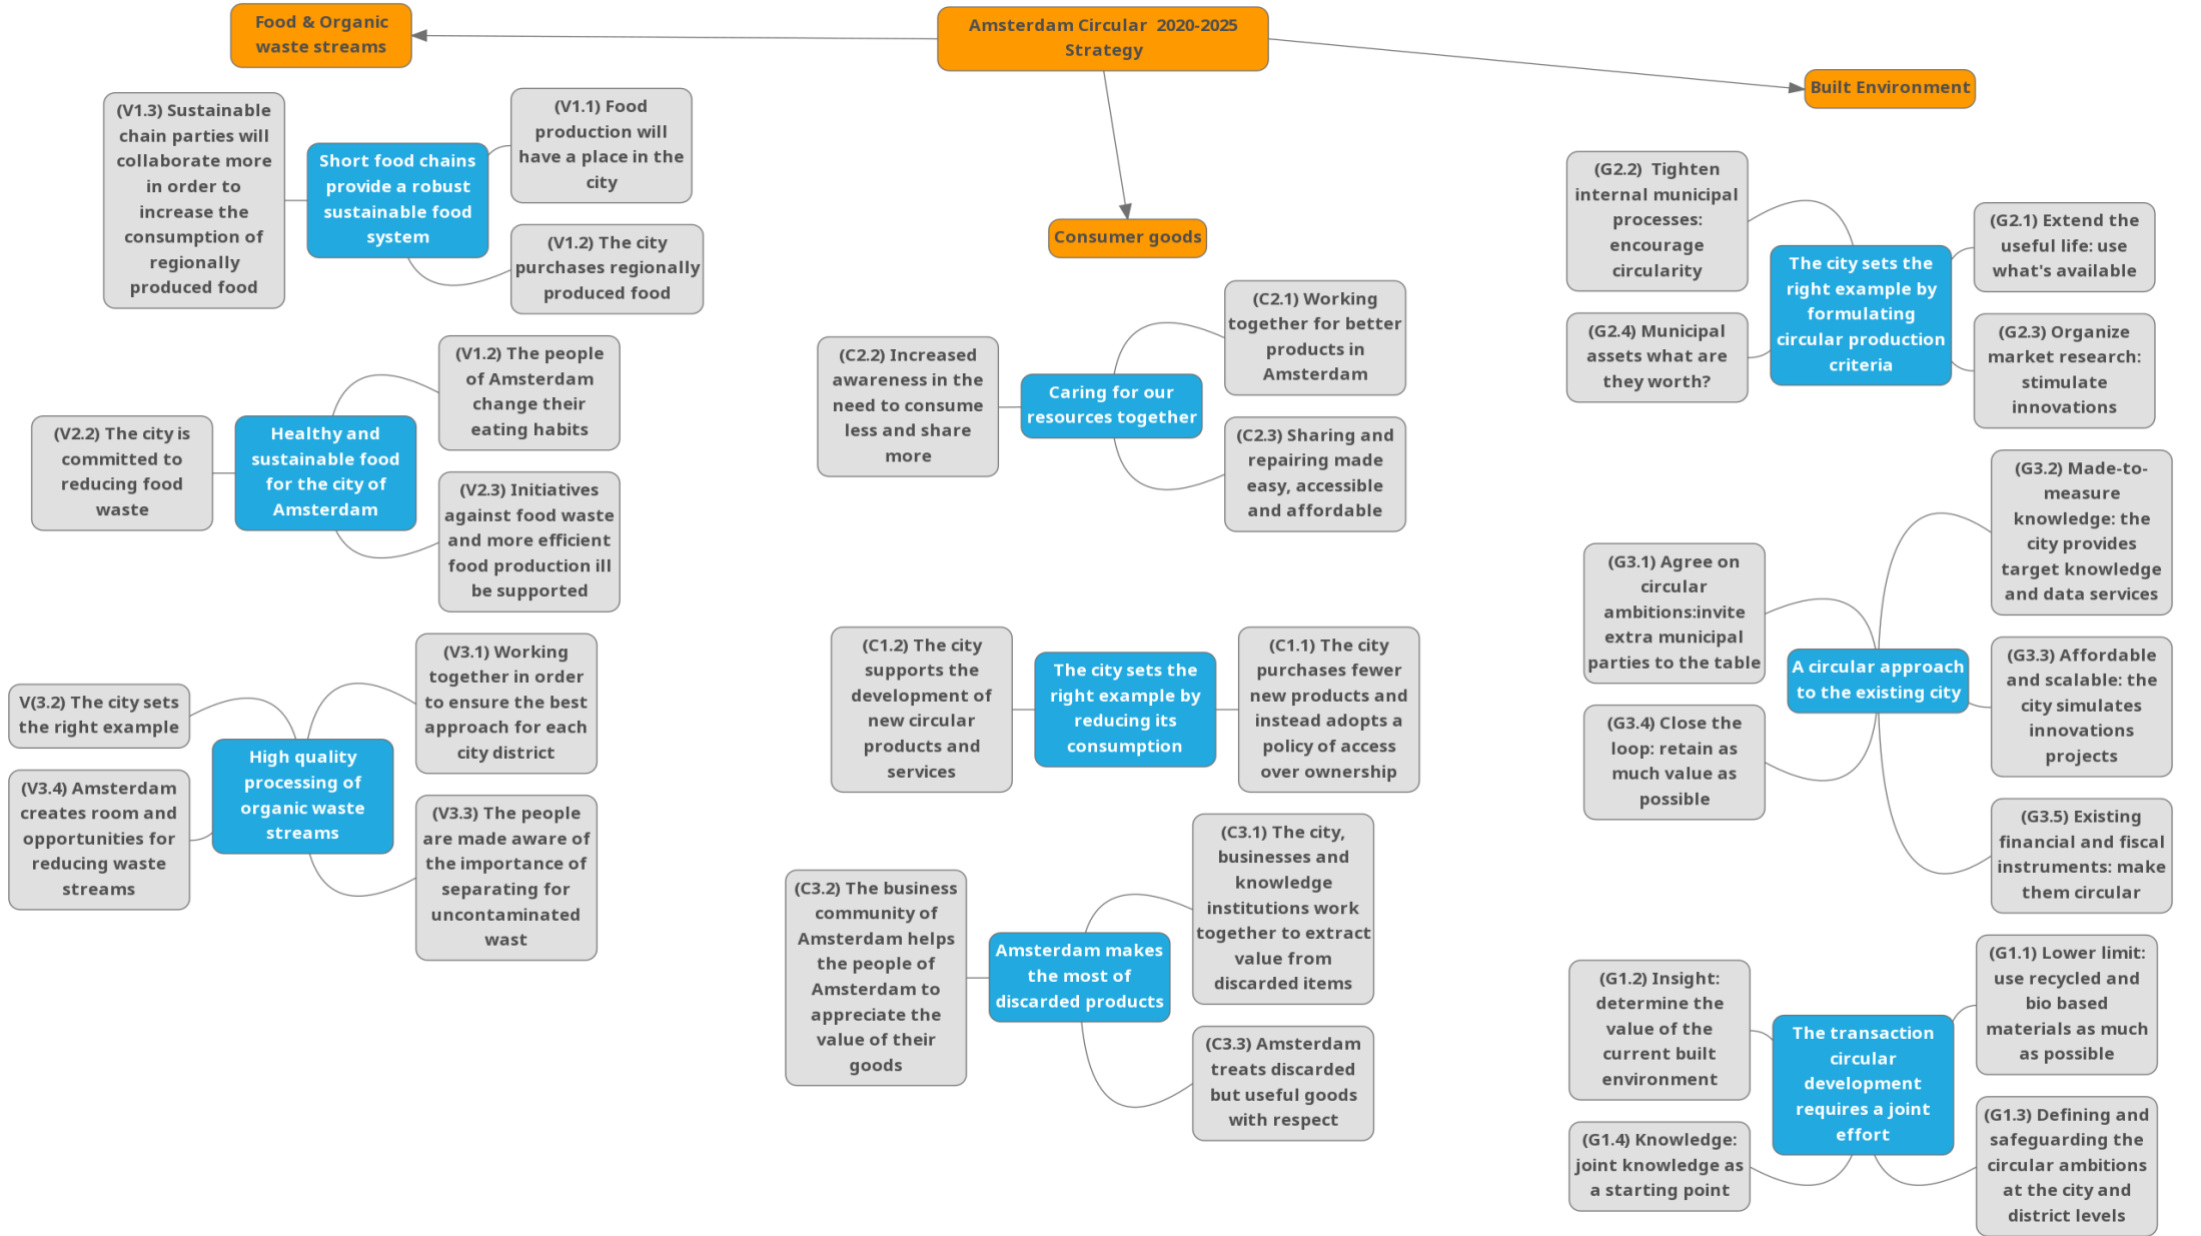 Amsterdam Circular  2020-2025
Strategy
Food & Organic
waste streams
(V1.3) Sustainable
chain parties will
collaborate more
in order to
increase the
consumption of
regionally
produced food
Short food chains
provide a robust
sustainable food
system
(V1.1) Food
production will
have a place in the
city
(V1.2) The city
purchases regionally
produced food
(V2.2) The city is
committed to
reducing food
waste
Healthy and
sustainable food
for the city of
Amsterdam
(V1.2) The people
of Amsterdam
change their
eating habits
(V2.3) Initiatives
against food waste
and more efficient
food production ill
be supported
V(3.2) The city sets
the right example
(V3.4) Amsterdam
creates room and
opportunities for
reducing waste
streams
High quality
processing of
organic waste
streams
(V3.1) Working
together in order
to ensure the best
approach for each
city district
(V3.3) The people
are made aware of
the importance of
separating for
uncontaminated
wast
Consumer goods
(C2.2) Increased
awareness in the
need to consume
less and share
more
Caring for our
resources together
(C2.1) Working
together for better
products in
Amsterdam
(C2.3) Sharing and
repairing made
easy, accessible
and affordable
(C1.2) The city
supports the
development of
new circular
products and
services
The city sets the
right example by
reducing its
consumption
(C1.1) The city
purchases fewer
new products and
instead adopts a
policy of access
over ownership
(C3.2) The business
community of
Amsterdam helps
the people of
Amsterdam to
appreciate the
value of their
goods
Amsterdam makes
the most of
discarded products
(C3.1) The city,
businesses and
knowledge
institutions work
together to extract
value from
discarded items
(C3.3) Amsterdam
treats discarded
but useful goods
with respect
Built Environment
(G2.2)  Tighten
internal municipal
processes:
encourage
circularity
(G2.4) Municipal
assets what are
they worth?
The city sets the
right example by
formulating
circular production
criteria
(G2.1) Extend the
useful life: use
what's available
(G2.3) Organize
market research:
stimulate
innovations
(G3.1) Agree on
circular
ambitions:invite
extra municipal
parties to the table
(G3.4) Close the
loop: retain as
much value as
possible
A circular approach
to the existing city
(G3.2) Made-to-
measure
knowledge: the
city provides
target knowledge
and data services
(G3.3) Affordable
and scalable: the
city simulates
innovations
projects
(G3.5) Existing
financial and fiscal
instruments: make
them circular
(G1.2) Insight:
determine the
value of the
current built
environment
(G1.4) Knowledge:
joint knowledge as
a starting point
The transaction
circular
development
requires a joint
effort
(G1.1) Lower limit:
use recycled and
bio based
materials as much
as possible
(G1.3) Defining and
safeguarding the
circular ambitions
at the city and
district levels